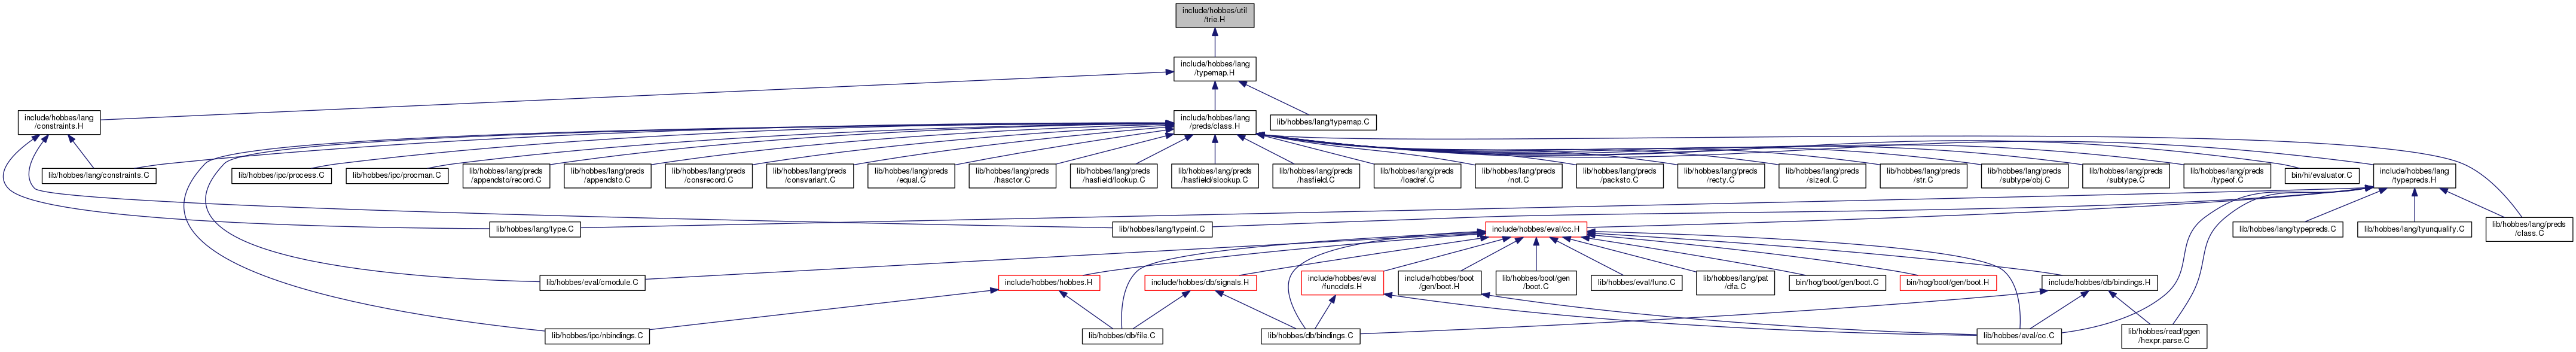 include/hobbes/util
/trie.H
include/hobbes/lang
/typemap.H
include/hobbes/lang
/constraints.H
include/hobbes/lang
/preds/class.H
lib/hobbes/lang/typemap.C
lib/hobbes/lang/constraints.C
lib/hobbes/ipc/process.C
lib/hobbes/ipc/procman.C
lib/hobbes/lang/preds
/appendsto/record.C
lib/hobbes/lang/preds
/appendsto.C
lib/hobbes/lang/preds
/consrecord.C
lib/hobbes/lang/preds
/consvariant.C
lib/hobbes/lang/preds
/equal.C
lib/hobbes/lang/preds
/hasctor.C
lib/hobbes/lang/preds
/hasfield/lookup.C
lib/hobbes/lang/preds
/hasfield/slookup.C
lib/hobbes/lang/preds
/hasfield.C
lib/hobbes/lang/preds
/loadref.C
lib/hobbes/lang/preds
/not.C
lib/hobbes/lang/preds
/packsto.C
lib/hobbes/lang/preds
/recty.C
lib/hobbes/lang/preds
/sizeof.C
lib/hobbes/lang/preds
/str.C
lib/hobbes/lang/preds
/subtype/obj.C
lib/hobbes/lang/preds
/subtype.C
lib/hobbes/lang/preds
/typeof.C
bin/hi/evaluator.C
include/hobbes/lang
/typepreds.H
lib/hobbes/lang/type.C
lib/hobbes/lang/typeinf.C
include/hobbes/eval/cc.H
lib/hobbes/lang/typepreds.C
lib/hobbes/lang/tyunqualify.C
lib/hobbes/lang/preds
/class.C
lib/hobbes/eval/cmodule.C
include/hobbes/hobbes.H
include/hobbes/db/signals.H
include/hobbes/eval
/funcdefs.H
include/hobbes/boot
/gen/boot.H
lib/hobbes/boot/gen
/boot.C
lib/hobbes/eval/func.C
lib/hobbes/lang/pat
/dfa.C
bin/hog/boot/gen/boot.C
bin/hog/boot/gen/boot.H
include/hobbes/db/bindings.H
lib/hobbes/ipc/nbindings.C
lib/hobbes/db/file.C
lib/hobbes/db/bindings.C
lib/hobbes/eval/cc.C
lib/hobbes/read/pgen
/hexpr.parse.C